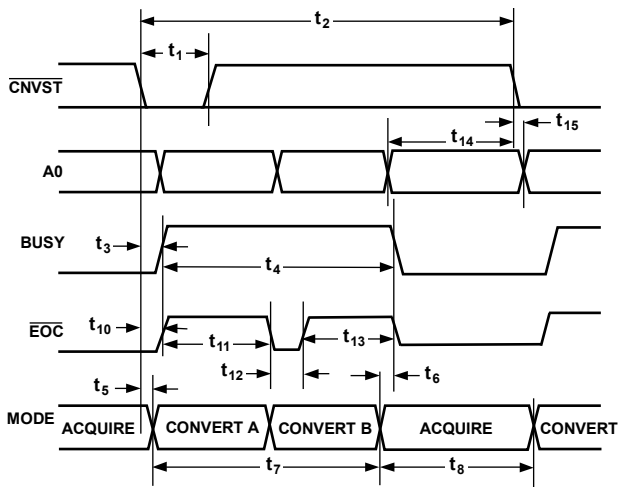 t2
t1
CNVST
t15
t14
A0
BUSY
t3
t4
EOC
t10
t11
t13
t12
t6
t5
MODE
ACQUIRE CONVERT A CONVERT B ACQUIRE CONVERT
t7 t8